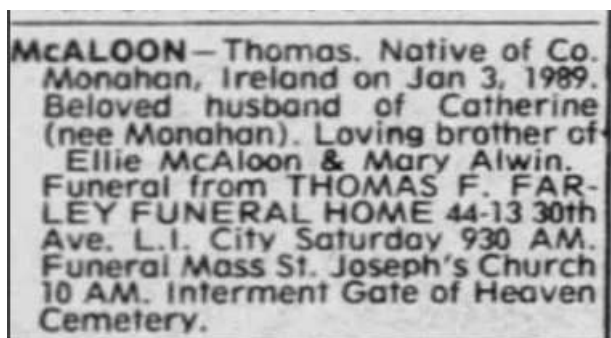 McALOON—Thomas. Native of Co.
Monahan, Ireland on Jan 3, 1989.
Beloved husband of Catherine
(nee Monahan). Loving brother of
Ellie McAloon & Mary Alwin.
Funeral from THOMAS F. FAR-
LEY FUNERAL HOME 44-13 30th
Ave. L.I. City Saturday 930 AM.
Funeral Mass St. Joseph's Church
10 AM. Interment Gate of Heaven
Cemetery.